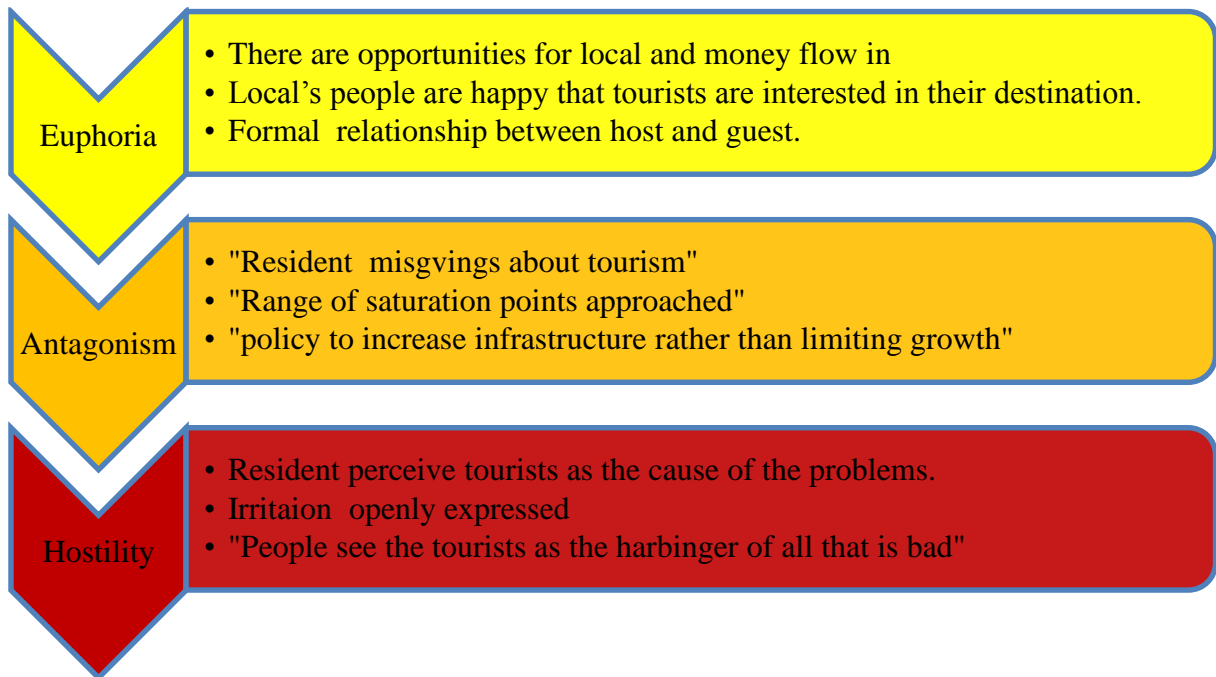 Euphoria
• There are opportunities for local and money flow in
• Local’s people are happy that tourists are interested in their destination.
• Formal relationship between host and guest.
Antagonism
• "Resident misgvings about tourism"
• "Range of saturation points approached"
• "policy to increase infrastructure rather than limiting growth"
Hostility
• Resident perceive tourists as the cause of the problems.
• Irritaion openly expressed
• "People see the tourists as the harbinger of all that is bad"